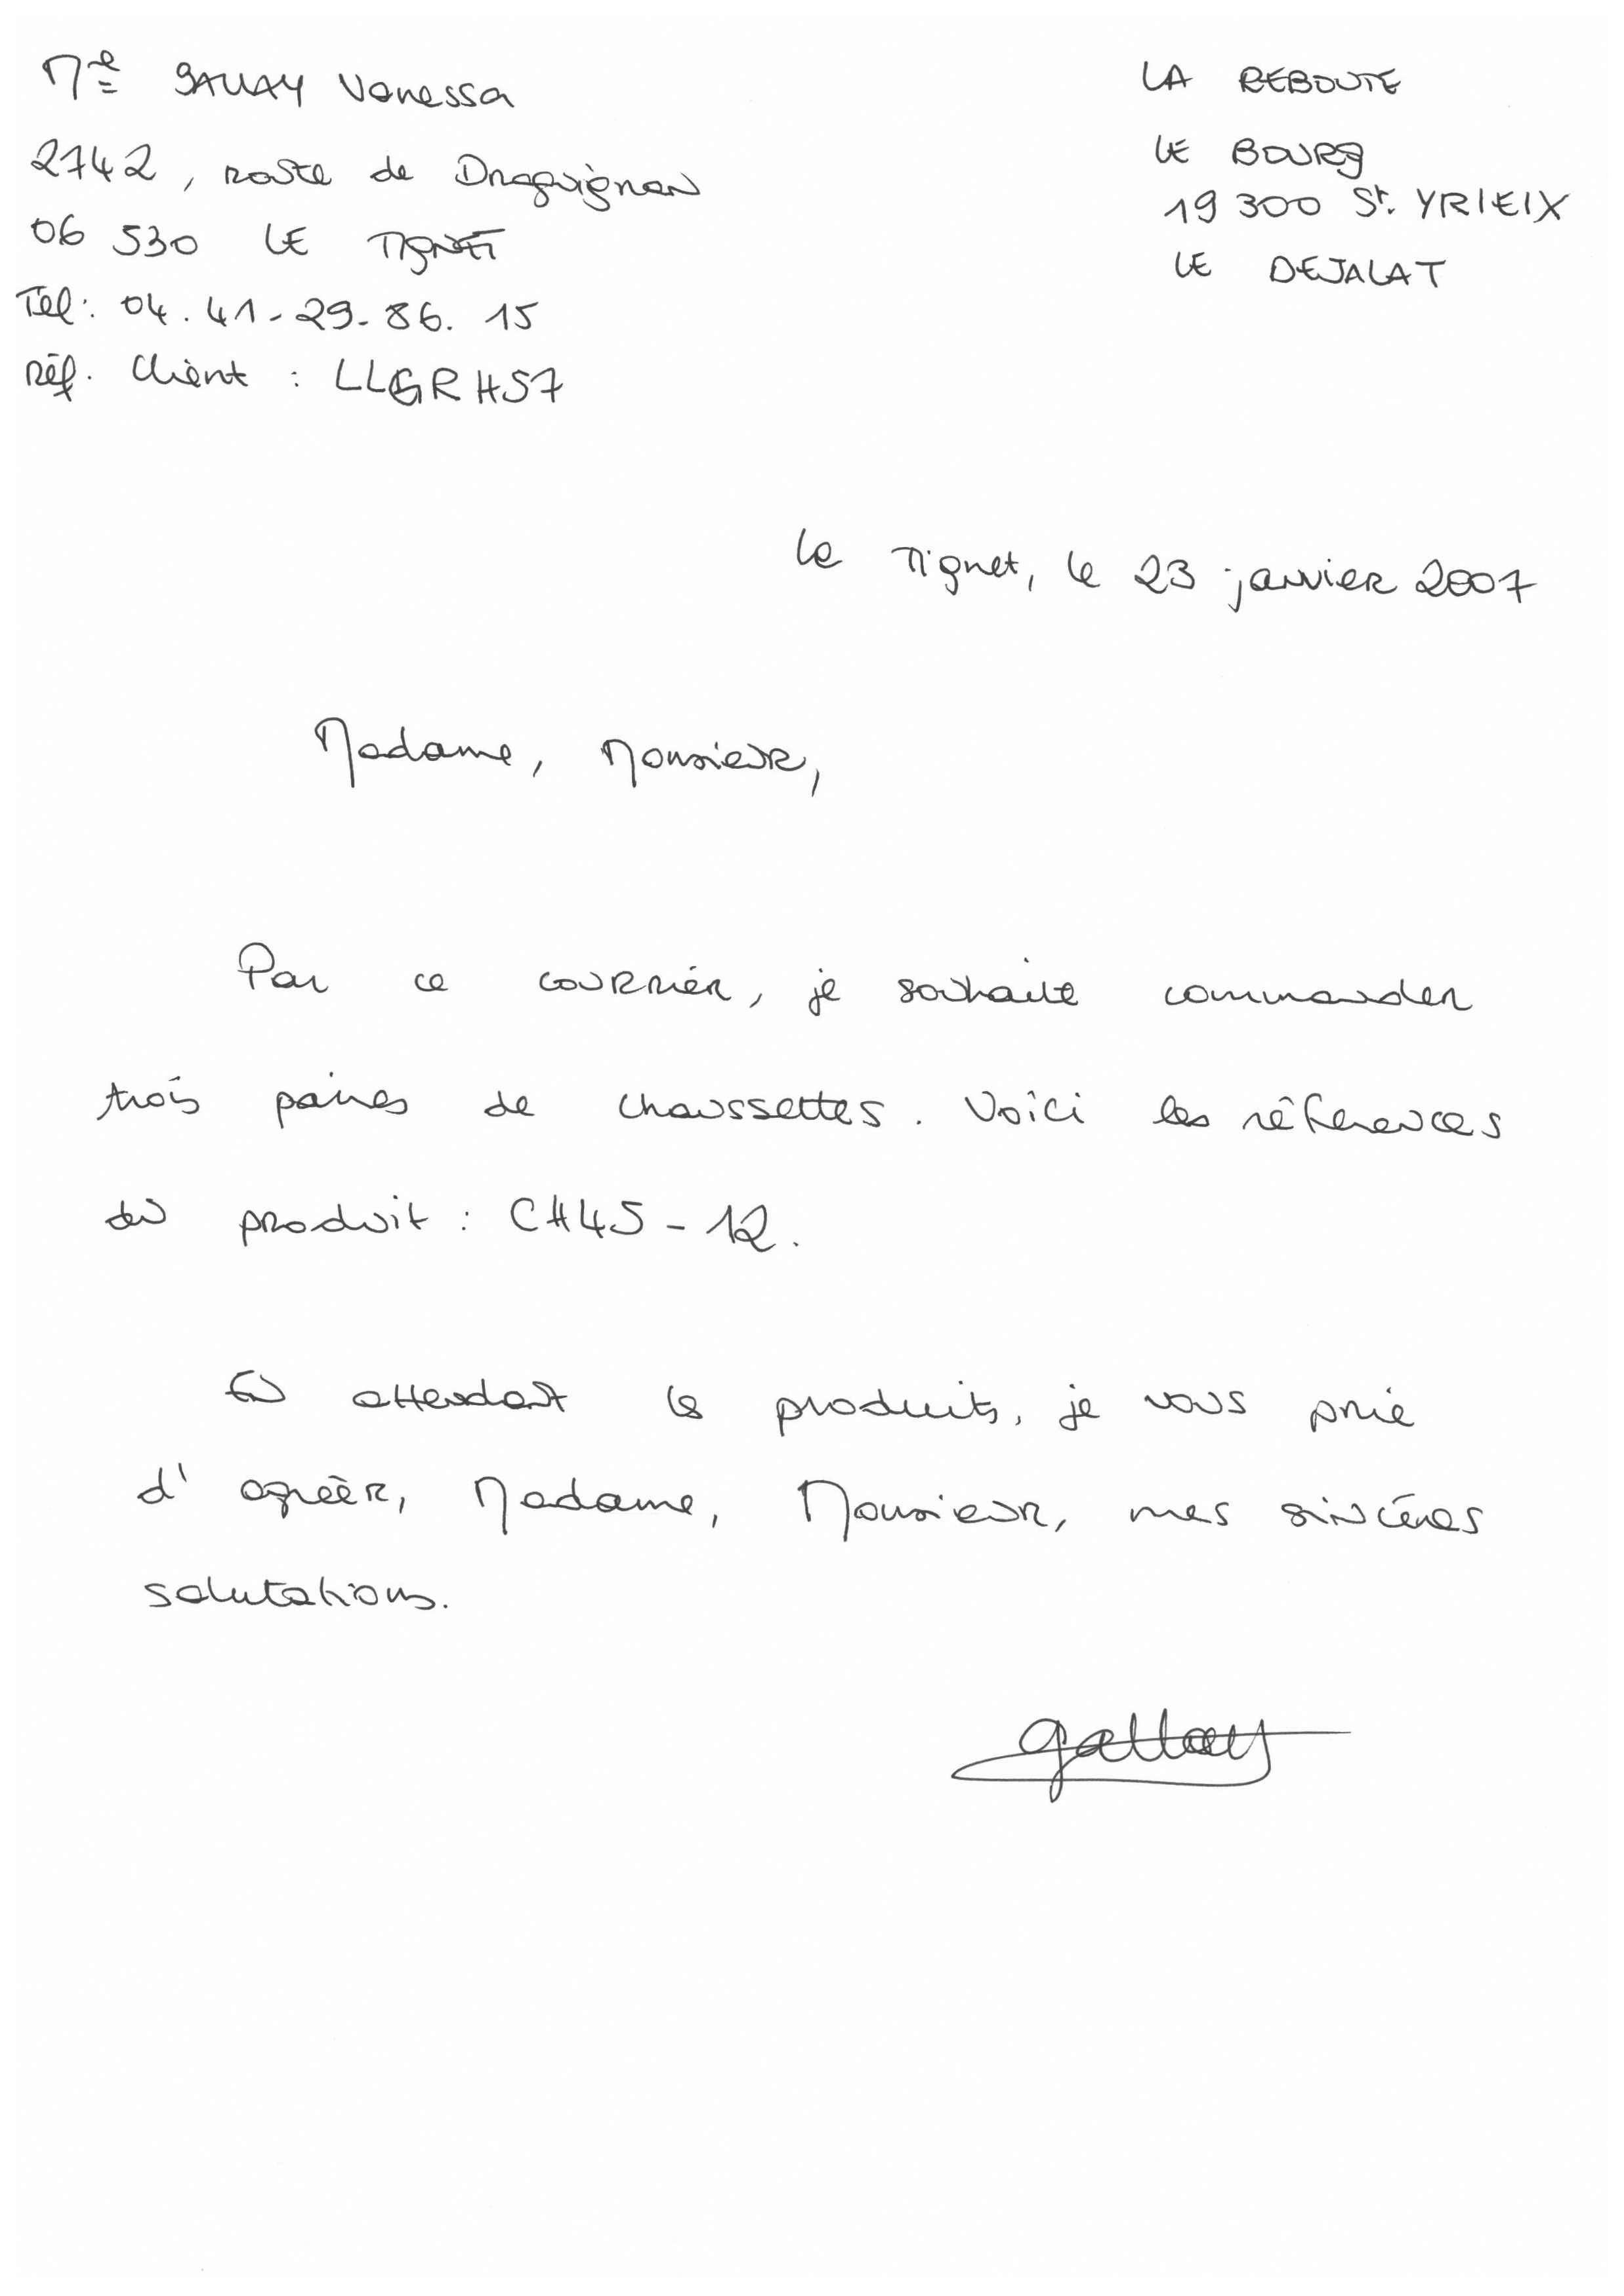 Me GALLAY Vanessa
2742, route de Draguignan
06 530 LE TIGNET
Tél: 04.41-29-86.15
Réf. Client : LLGRH57
LA REBOUTE
LE BOURG
19 300 St. YRIEIX
LE DEJALAT
Le Tignet, le 23 janvier 2007
Madame, Monsieur,
Par ce courrier, je souhaite commander
trois paires de chaussettes. Voici les références
du produit : CH45-12.
En attendant les produits, je vous prie
d'agréer, Madame, Monsieur, mes sincères
salutations.
Gallay